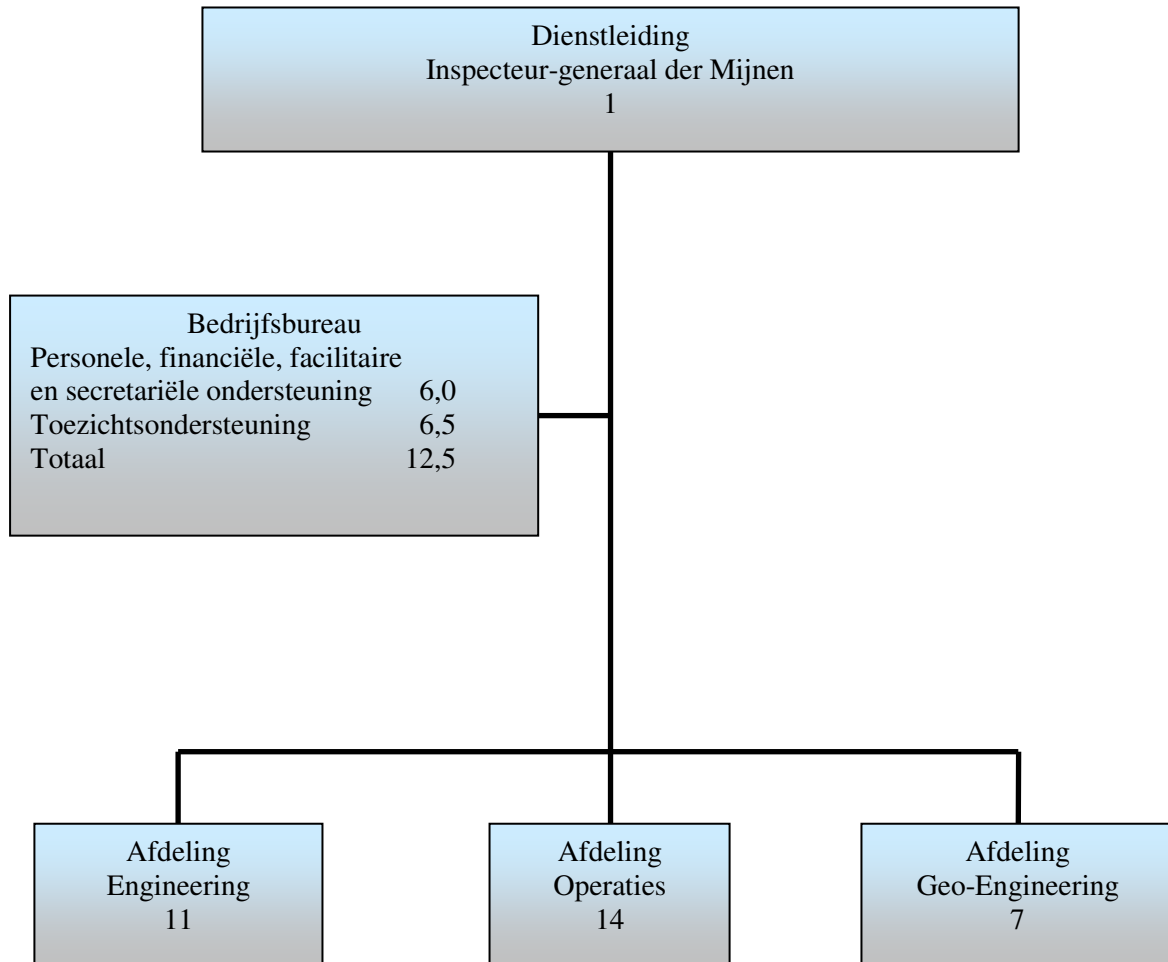 Dienstleiding
Inspecteur-generaal der Mijnen
1
Bedrijfsbureau
Personele, financiële, facilitaire
en secretariële ondersteuning 6,0
Toezichtsondersteuning 6,5
Totaal 12,5
Afdeling
Engineering
11
Afdeling
Operaties
14
Afdeling
Geo-Engineering
7